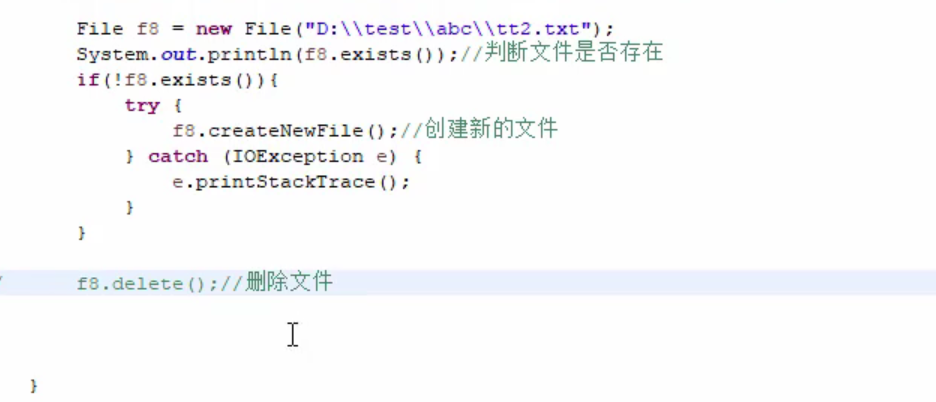 File f8 = new File("D:\\test\\abc\\tt2.txt");
System.out.println(f8.exists());//判断文件是否存在
if(!f8.exists()){
try {
f8.createNewFile();//创建新的文件
} catch (IOException e) {
e.printStackTrace();
}
}
f8.delete();//删除文件
}